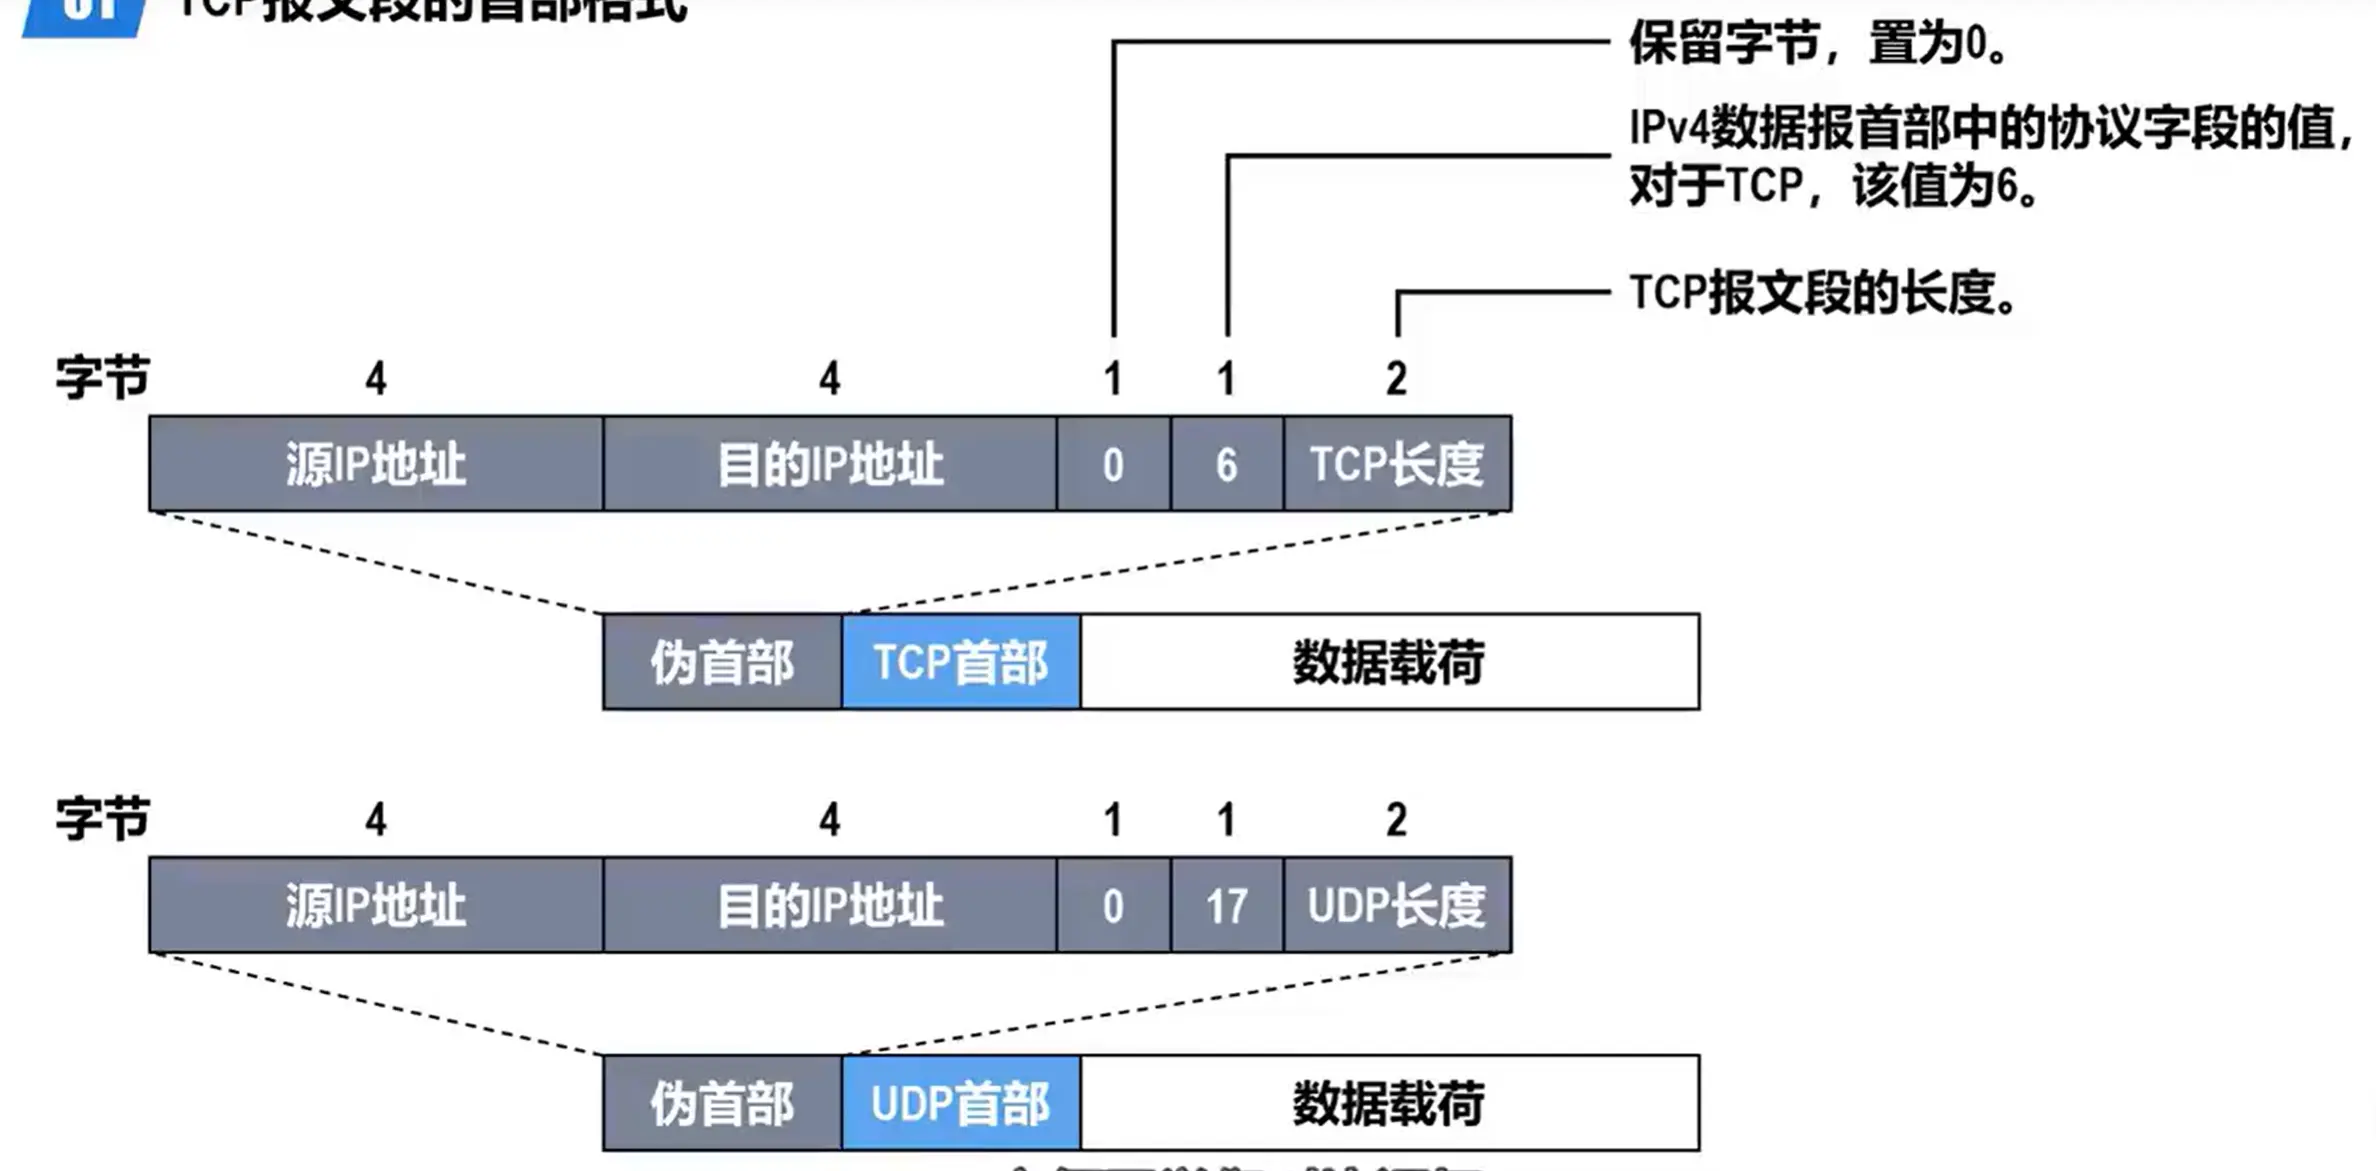 01 TCP报文段的首部格式
保留字节，置为0。
IPv4数据报首部中的协议字段的值，
对于TCP，该值为6。
TCP报文段的长度。
字节 4 4 1 1 2
源IP地址 目的IP地址 0 6 TCP长度
伪首部 TCP首部 数据载荷
字节 4 4 1 1 2
源IP地址 目的IP地址 0 17 UDP长度
伪首部 UDP首部 数据载荷